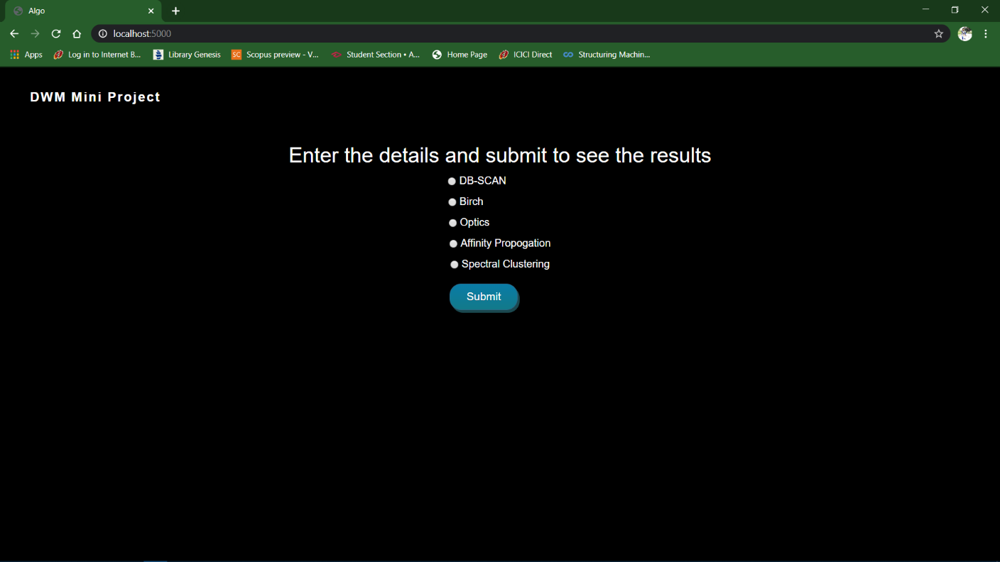 Algo
localhost:5000
Apps Log in to Internet B... Library Genesis SC Scopus preview - V... Student Section • A... Home Page ICICI Direct Structuring Machin...
DWM Mini Project
Enter the details and submit to see the results
DB-SCAN
Birch
Optics
Affinity Propogation
Spectral Clustering
Submit